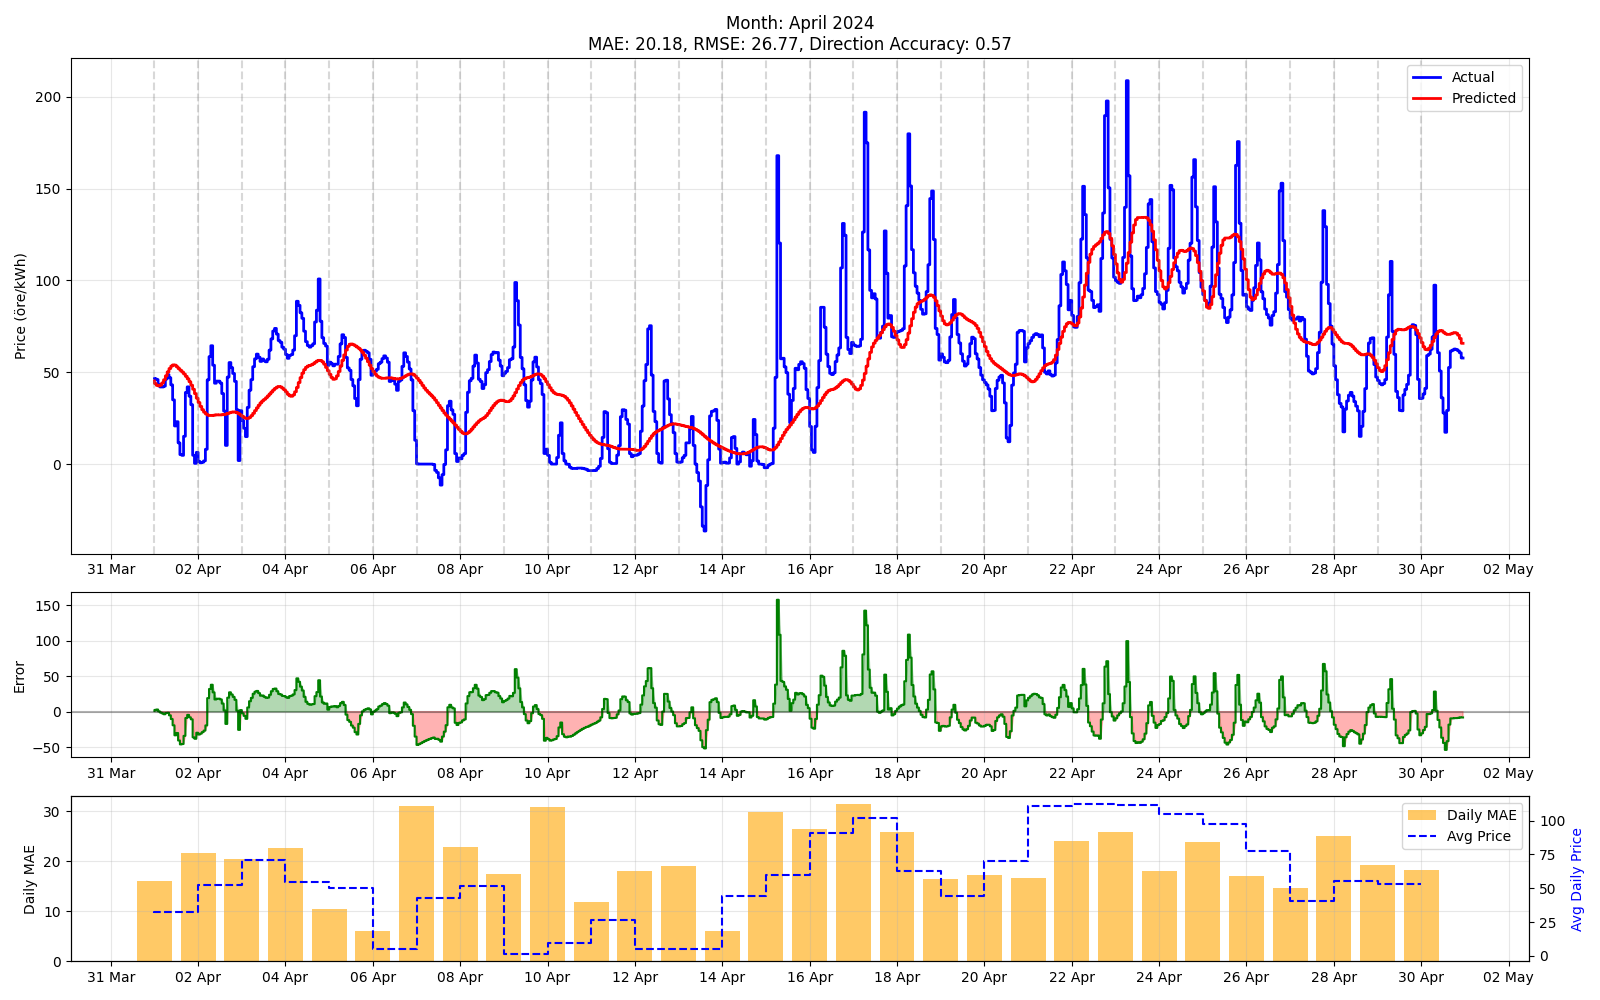 Month: April 2024
MAE: 20.18, RMSE: 26.77, Direction Accuracy: 0.57
Price (öre/kWh)
200
150
100
50
0
Actual
Predicted
31 Mar 02 Apr 04 Apr 06 Apr 08 Apr 10 Apr 12 Apr 14 Apr 16 Apr 18 Apr 20 Apr 22 Apr 24 Apr 26 Apr 28 Apr 30 Apr 02 May
Error
150
100
50
0
−50
31 Mar 02 Apr 04 Apr 06 Apr 08 Apr 10 Apr 12 Apr 14 Apr 16 Apr 18 Apr 20 Apr 22 Apr 24 Apr 26 Apr 28 Apr 30 Apr 02 May
Daily MAE
30
20
10
0
Daily MAE
Avg Price
100
75
50
25
0
Avg Daily Price
31 Mar 02 Apr 04 Apr 06 Apr 08 Apr 10 Apr 12 Apr 14 Apr 16 Apr 18 Apr 20 Apr 22 Apr 24 Apr 26 Apr 28 Apr 30 Apr 02 May